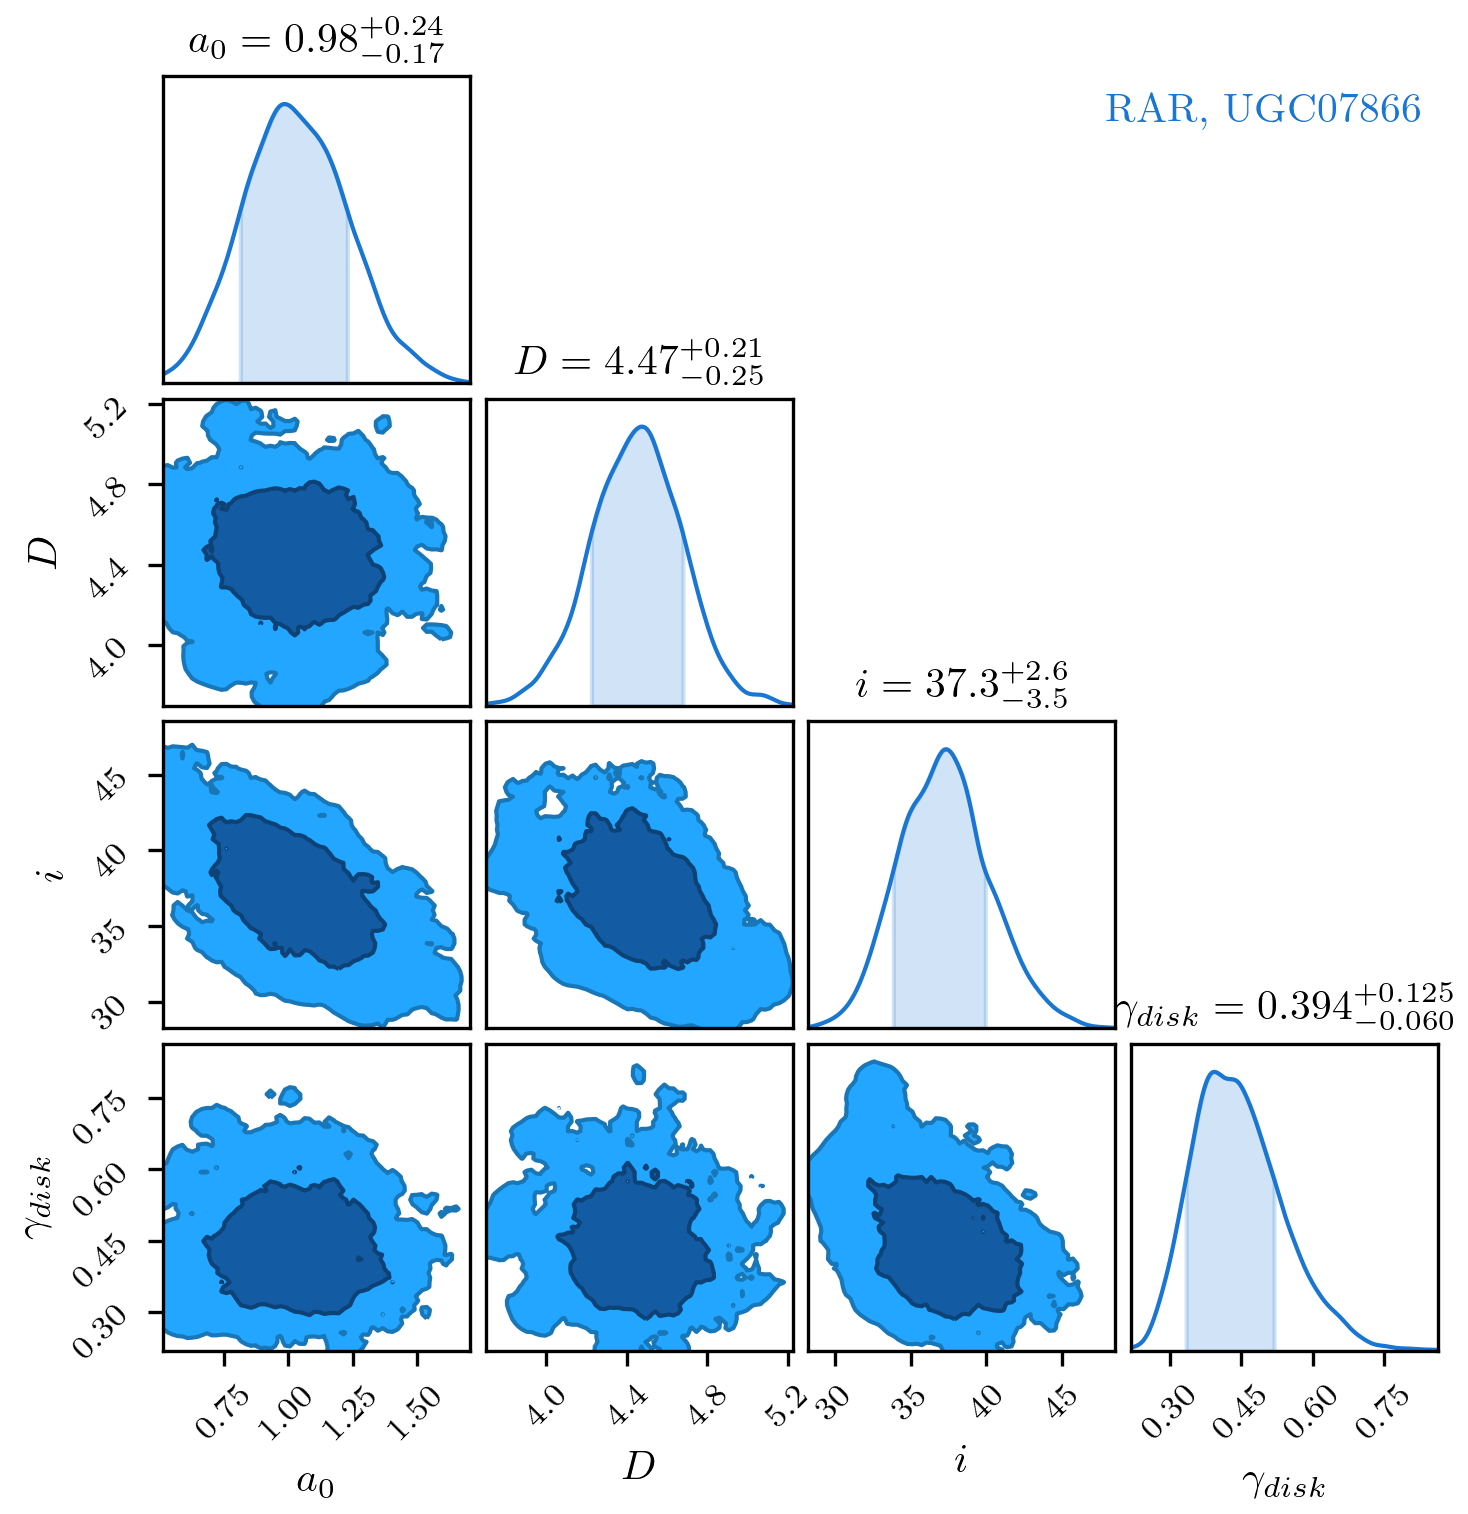 a₀ = 0.98^{+0.24}_{−0.17}
RAR, UGC07866
D = 4.47^{+0.21}_{−0.25}
5.2
4.8
4.4
4.0
D
i = 37.3^{+2.6}_{−3.5}
45
40
35
30
i
γ_{disk} = 0.394^{+0.125}_{−0.060}
0.75
0.60
0.45
0.30
γ_{disk}
0.75 1.00 1.25 1.50 4.0 4.4 4.8 5.2 30 35 40 45 0.30 0.45 0.60 0.75
a₀ D i γ_{disk}